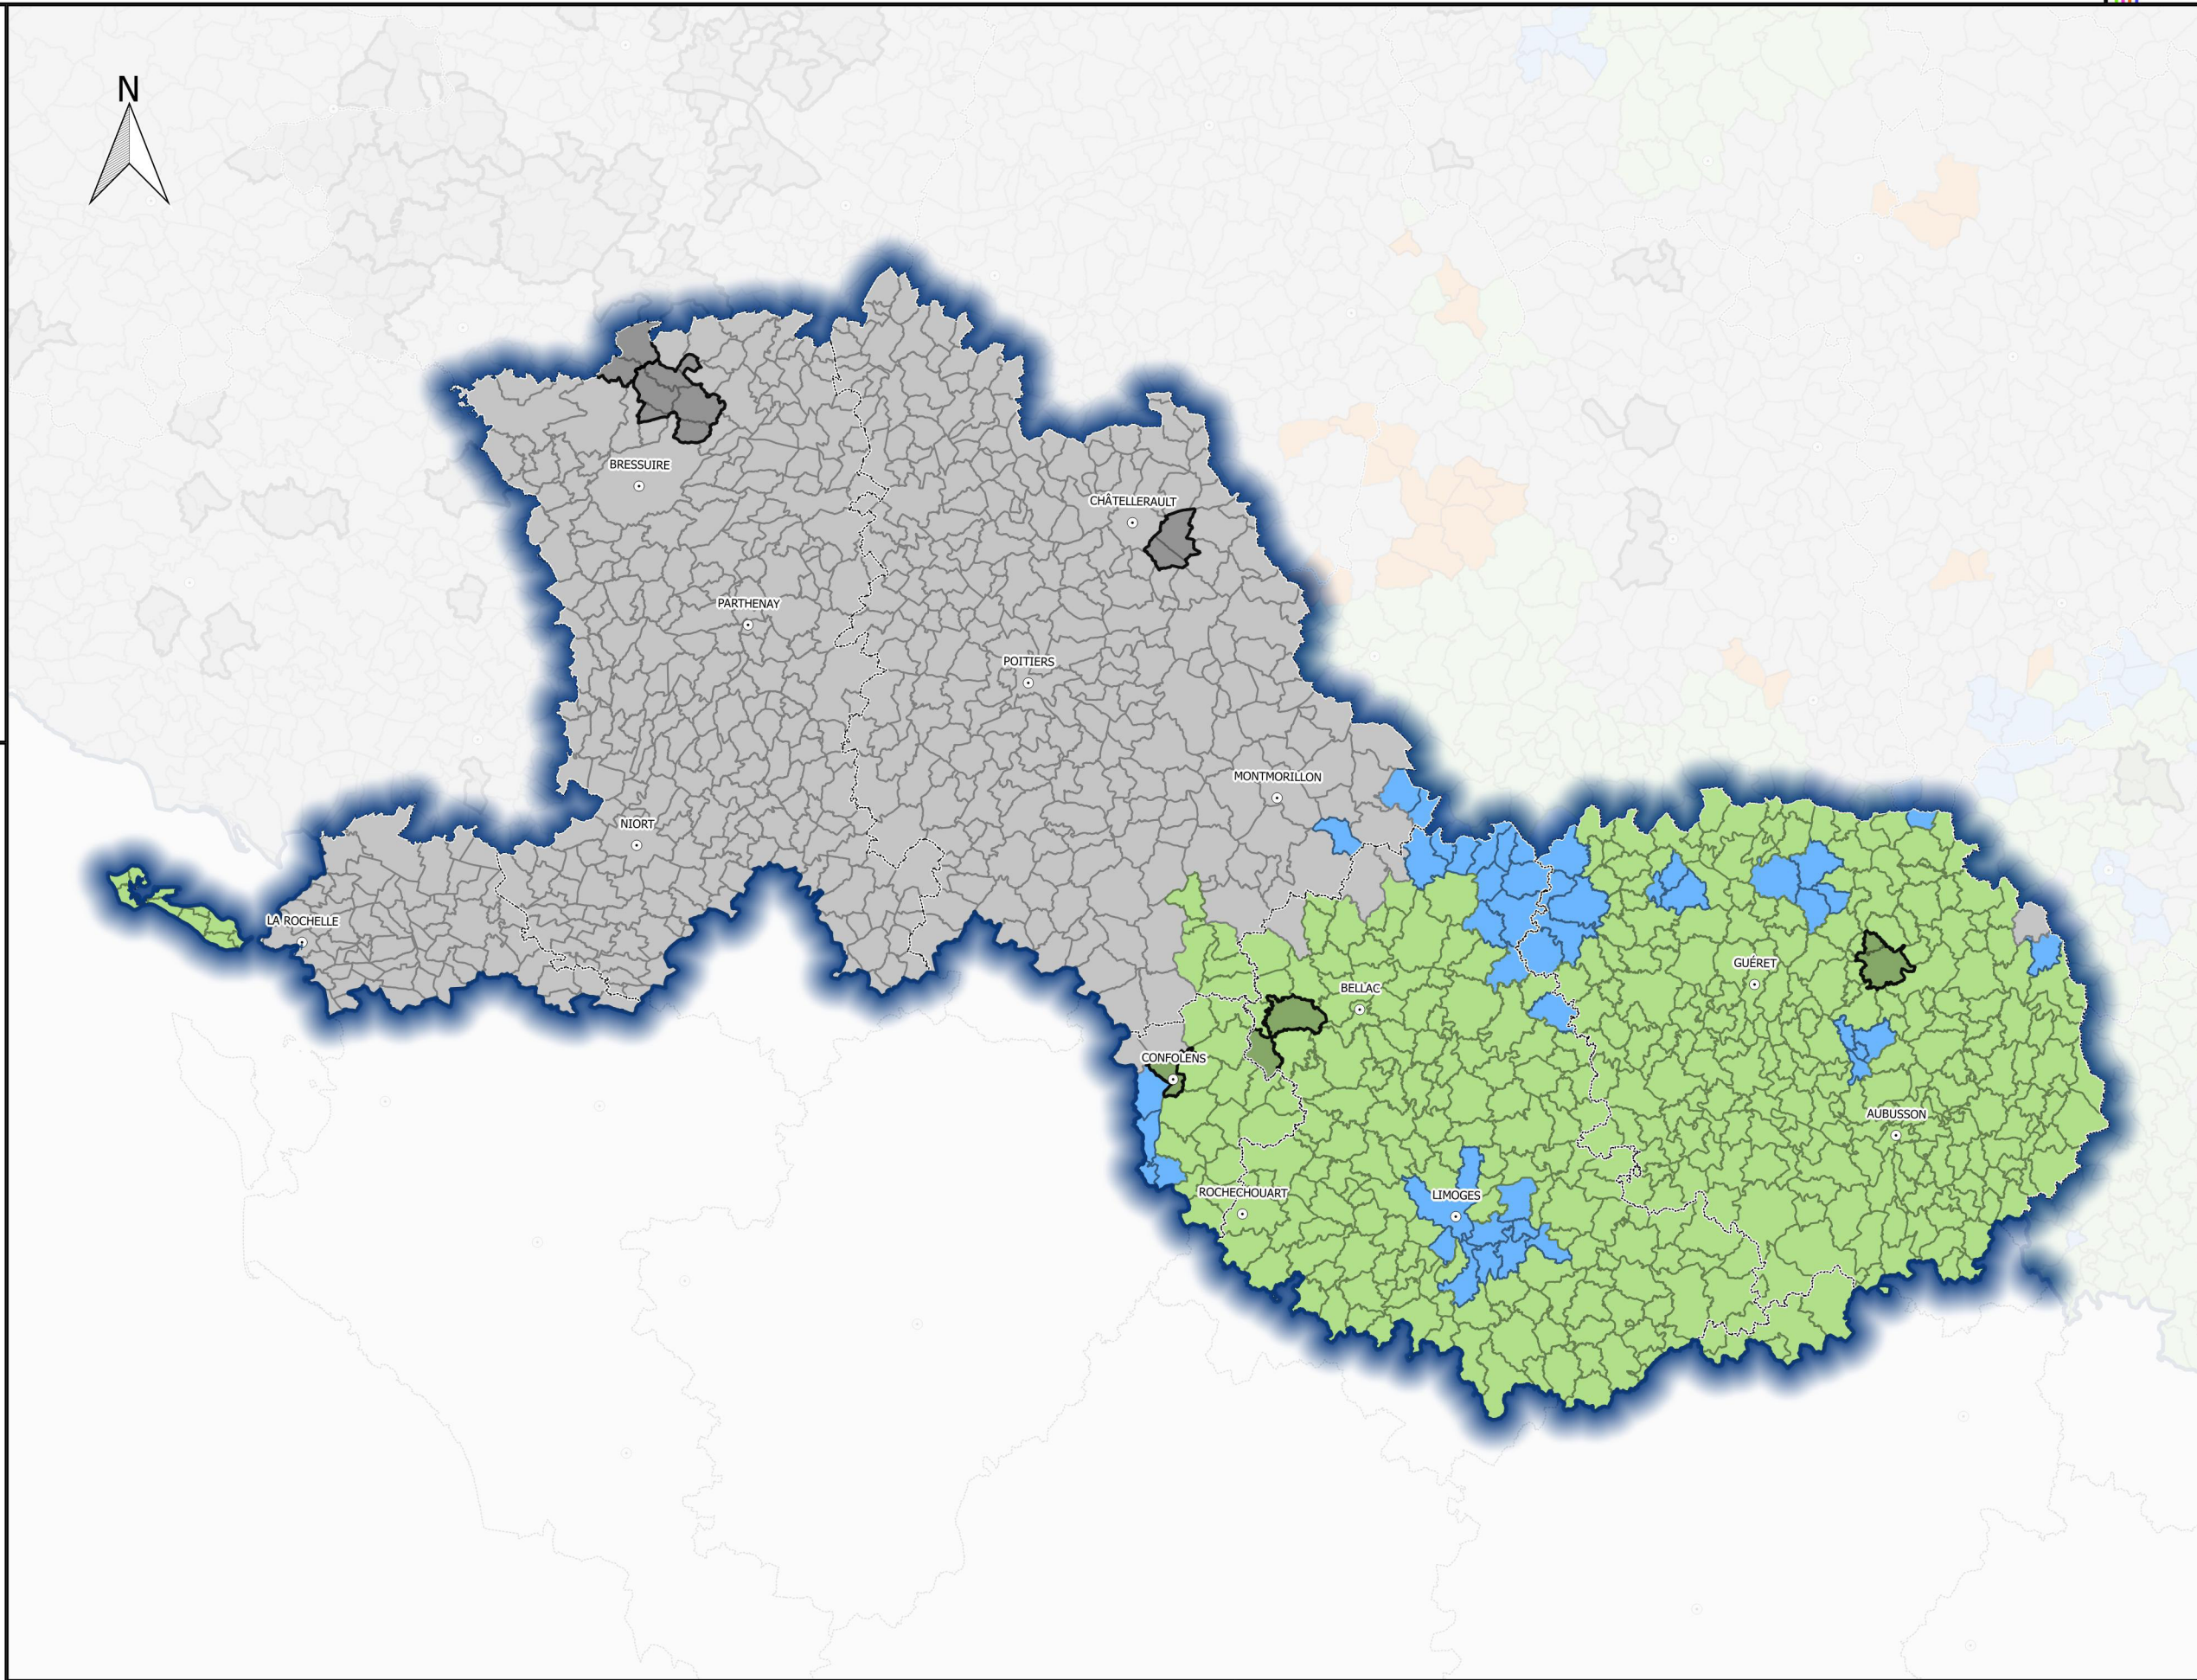 N
BRESSUIRE
CHÂTELLERAULT
PARTHENAY
POITIERS
MONTMORILLON
NIORT
LA ROCHELLE
GUÉRET
BELLAC
CONFOLENS
AUBUSSON
ROCHECHOUART
LIMOGES